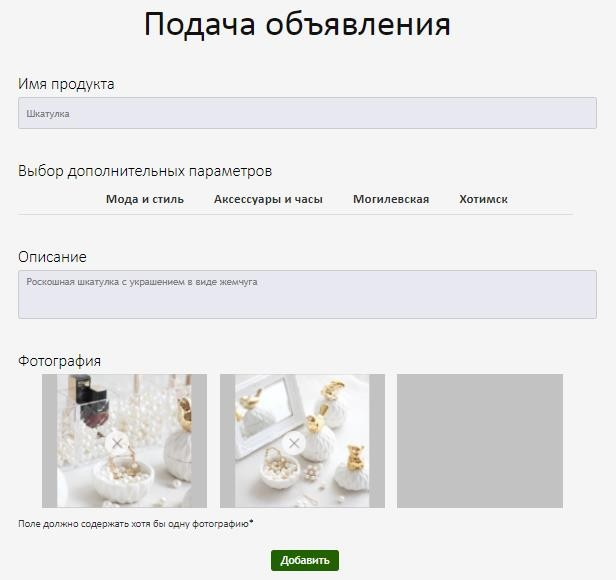 Подача объявления
Имя продукта
Шкатулка
Выбор дополнительных параметров
Мода и стиль Аксессуары и часы Могилевская Хотимск
Описание
Роскошная шкатулка с украшением в виде жемчуга
Фотография
Поле должно содержать хотя бы одну фотографию*
Добавить